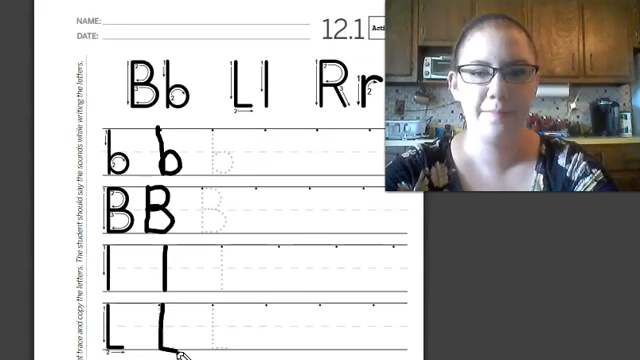 NAME:
DATE:
12.1
Bb Ll Rr
b b b
B B B
l l l
L L L
trace and copy the letters. The student should say the sounds while writing the letters.